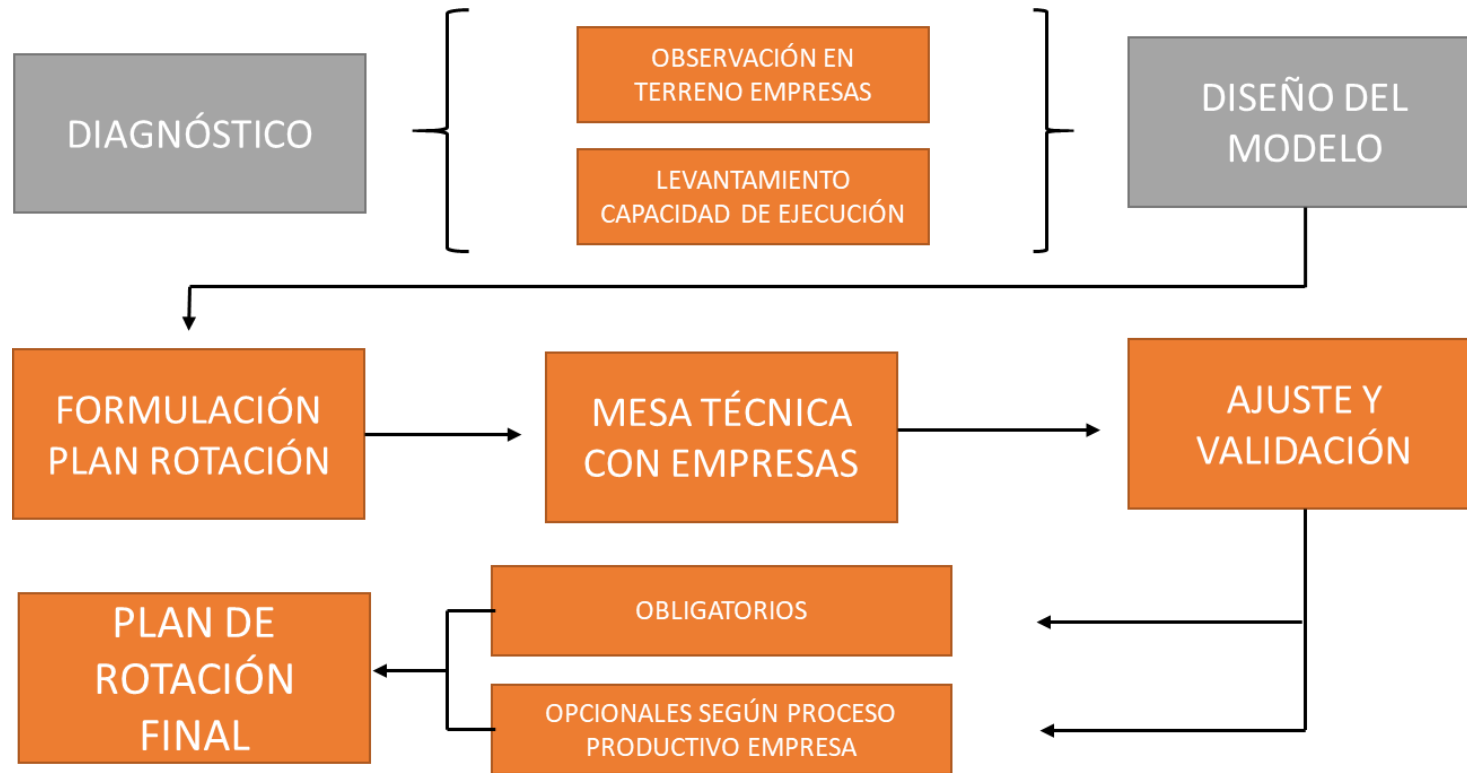 DIAGNÓSTICO
OBSERVACIÓN EN
TERRENO EMPRESAS
LEVANTAMIENTO
CAPACIDAD DE EJECUCIÓN
DISEÑO DEL
MODELO
FORMULACIÓN
PLAN ROTACIÓN
MESA TÉCNICA
CON EMPRESAS
AJUSTE Y
VALIDACIÓN
OBLIGATORIOS
OPCIONALES SEGÚN PROCESO
PRODUCTIVO EMPRESA
PLAN DE
ROTACIÓN
FINAL